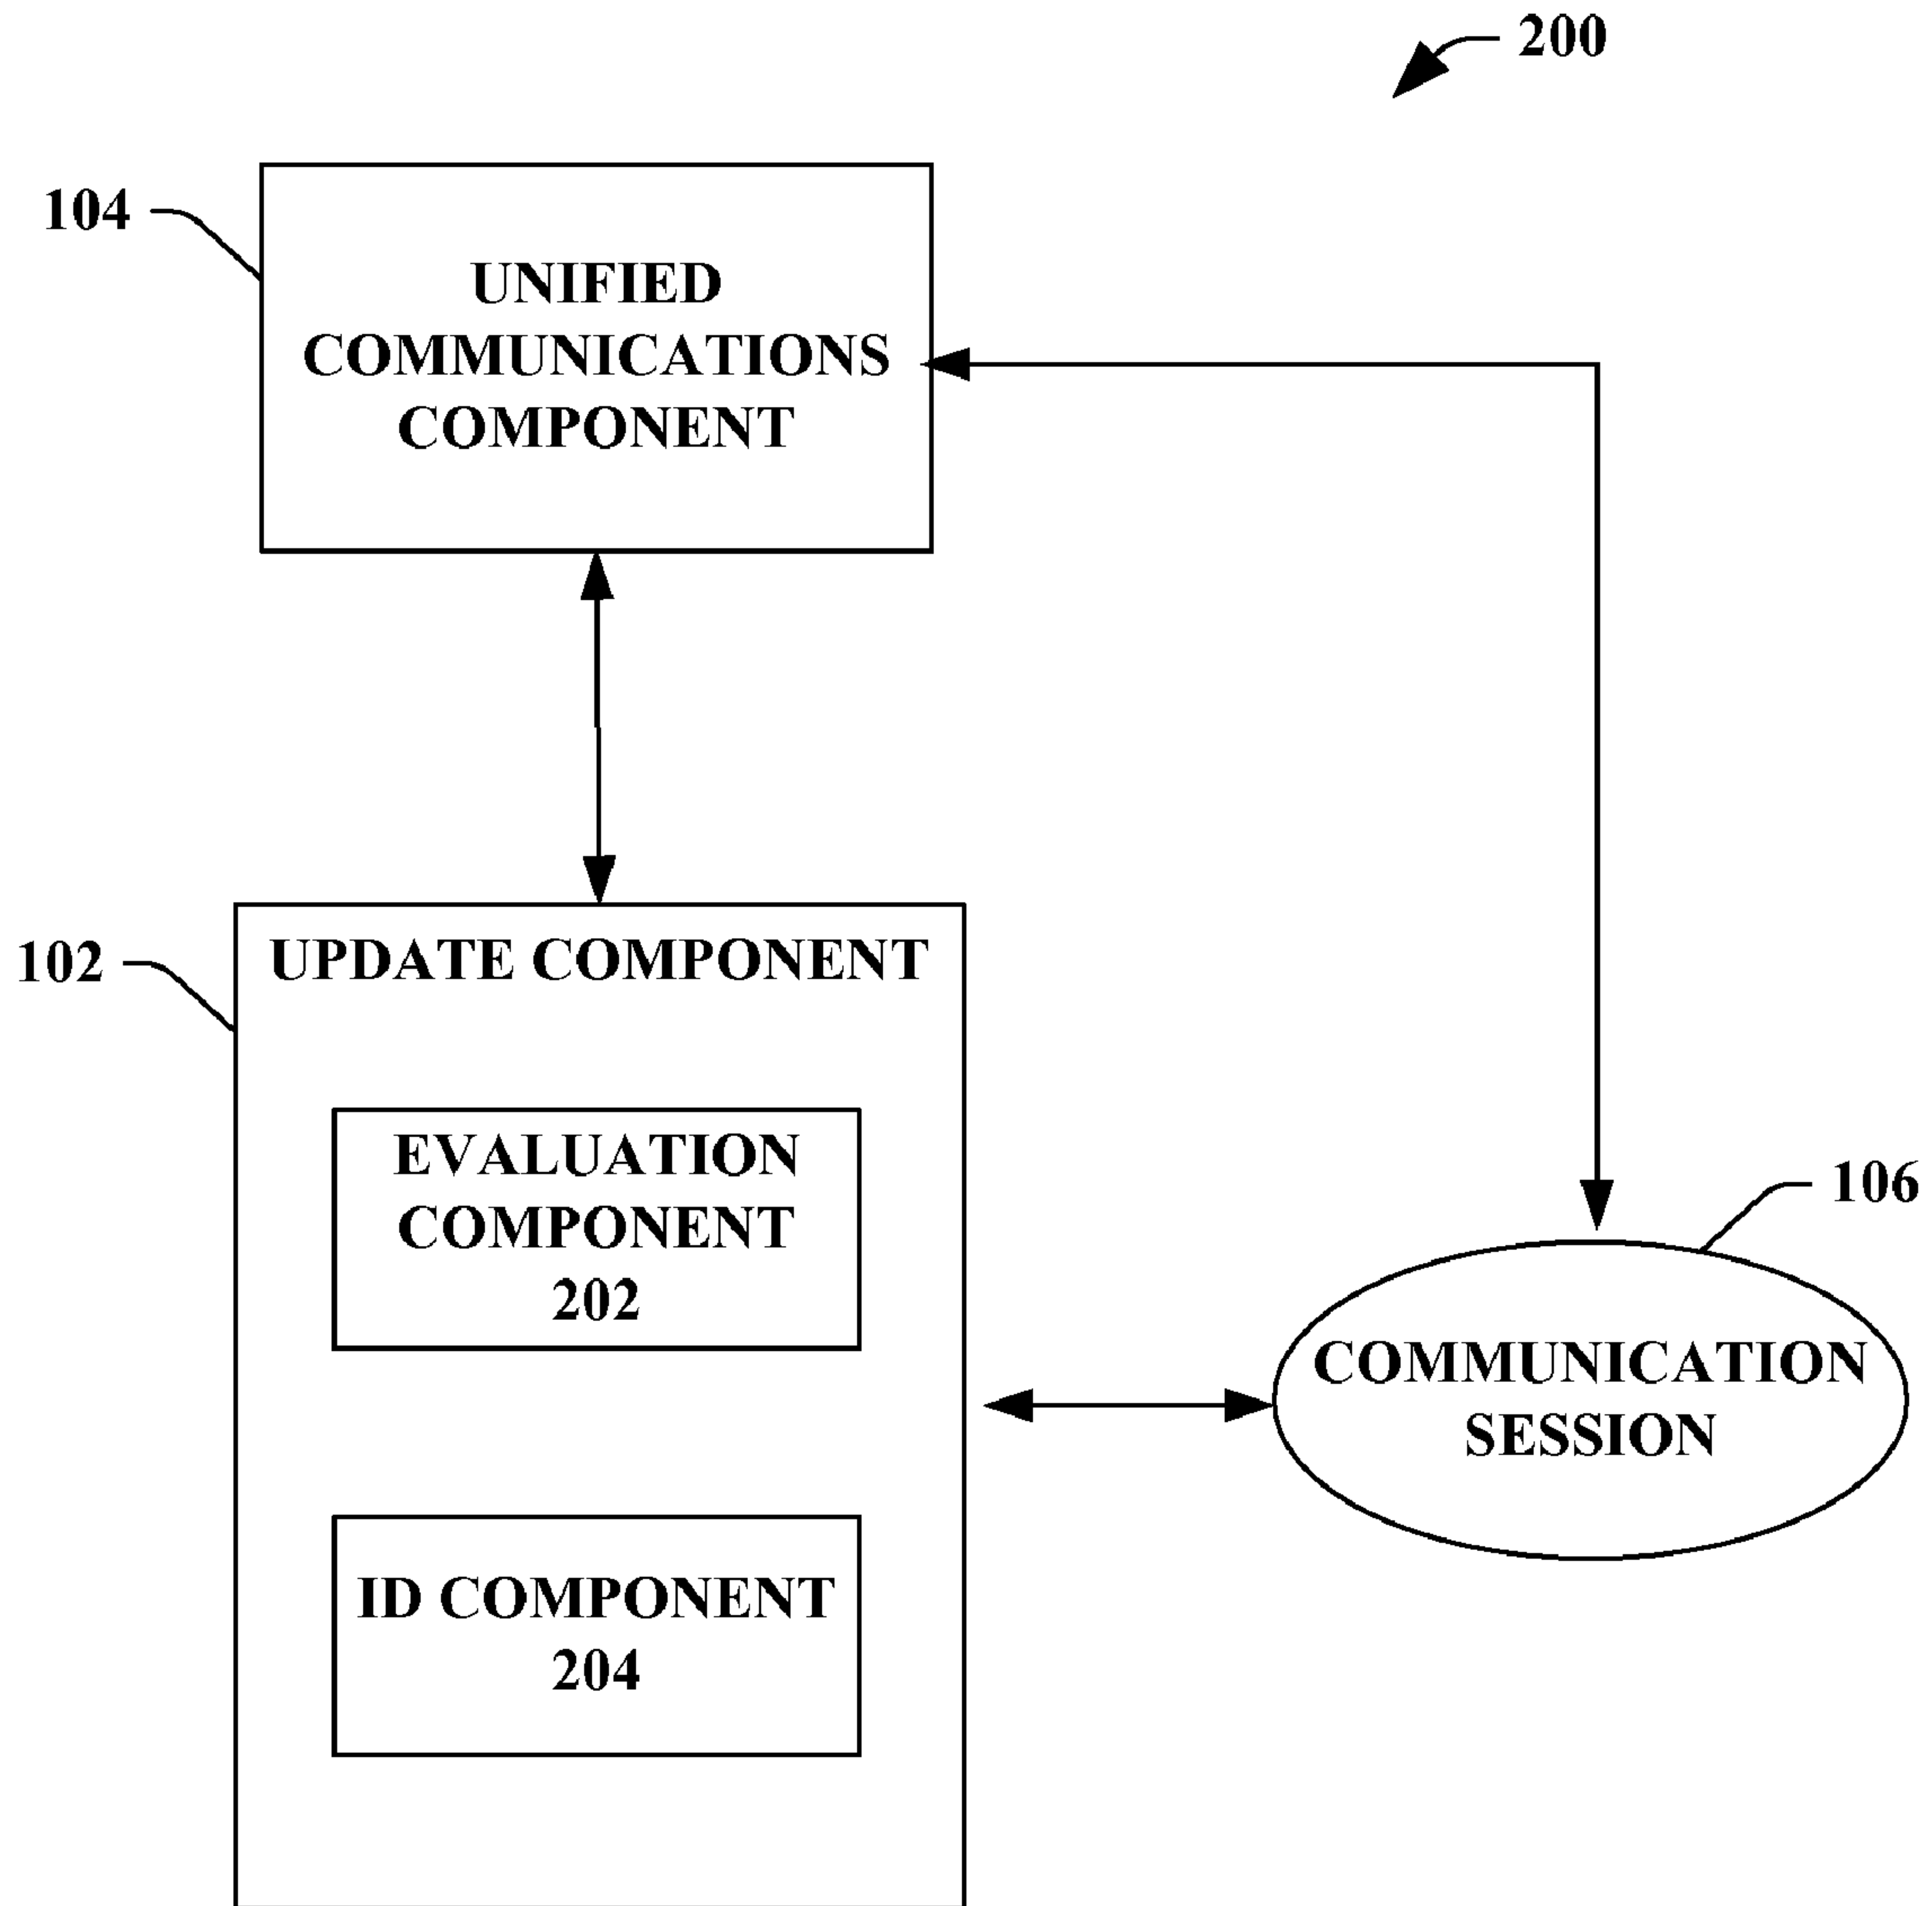 200
104
UNIFIED
COMMUNICATIONS
COMPONENT
102
UPDATE COMPONENT
EVALUATION
COMPONENT
202
106
COMMUNICATION
SESSION
ID COMPONENT
204